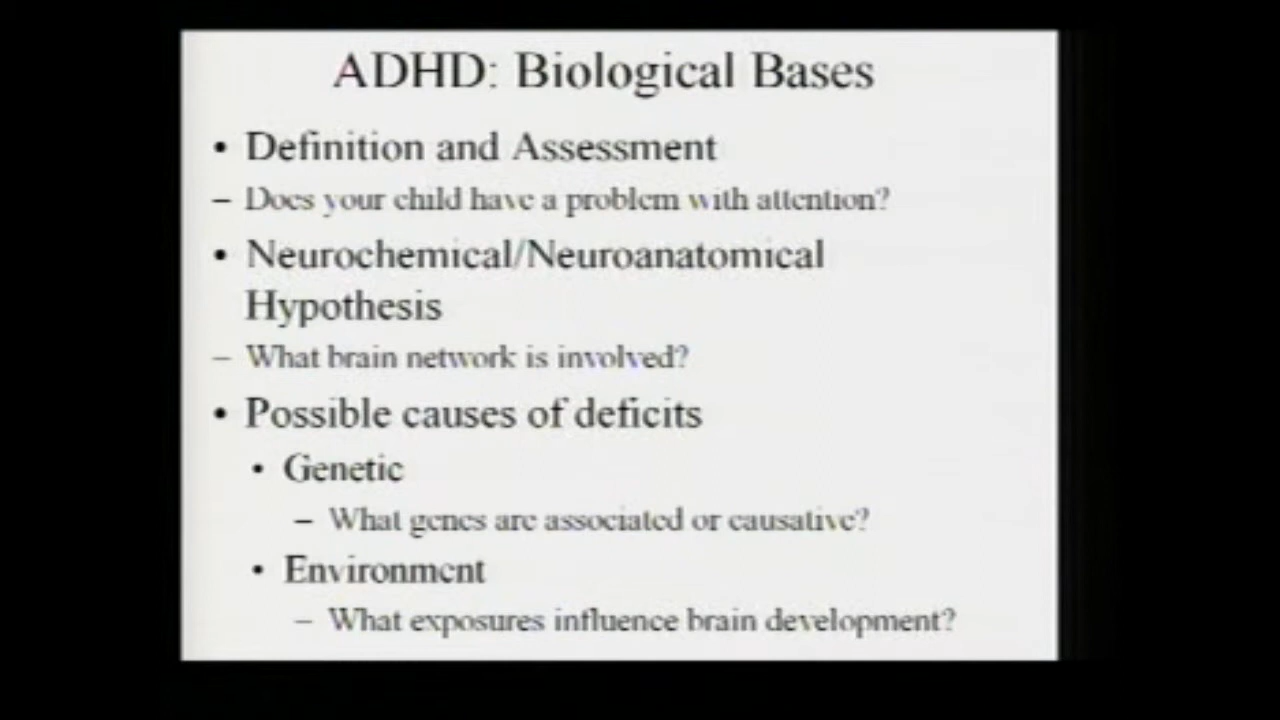 ADHD: Biological Bases
• Definition and Assessment
– Does your child have a problem with attention?
• Neurochemical/Neuroanatomical
Hypothesis
– What brain network is involved?
• Possible causes of deficits
• Genetic
– What genes are associated or causative?
• Environment
– What exposures influence brain development?